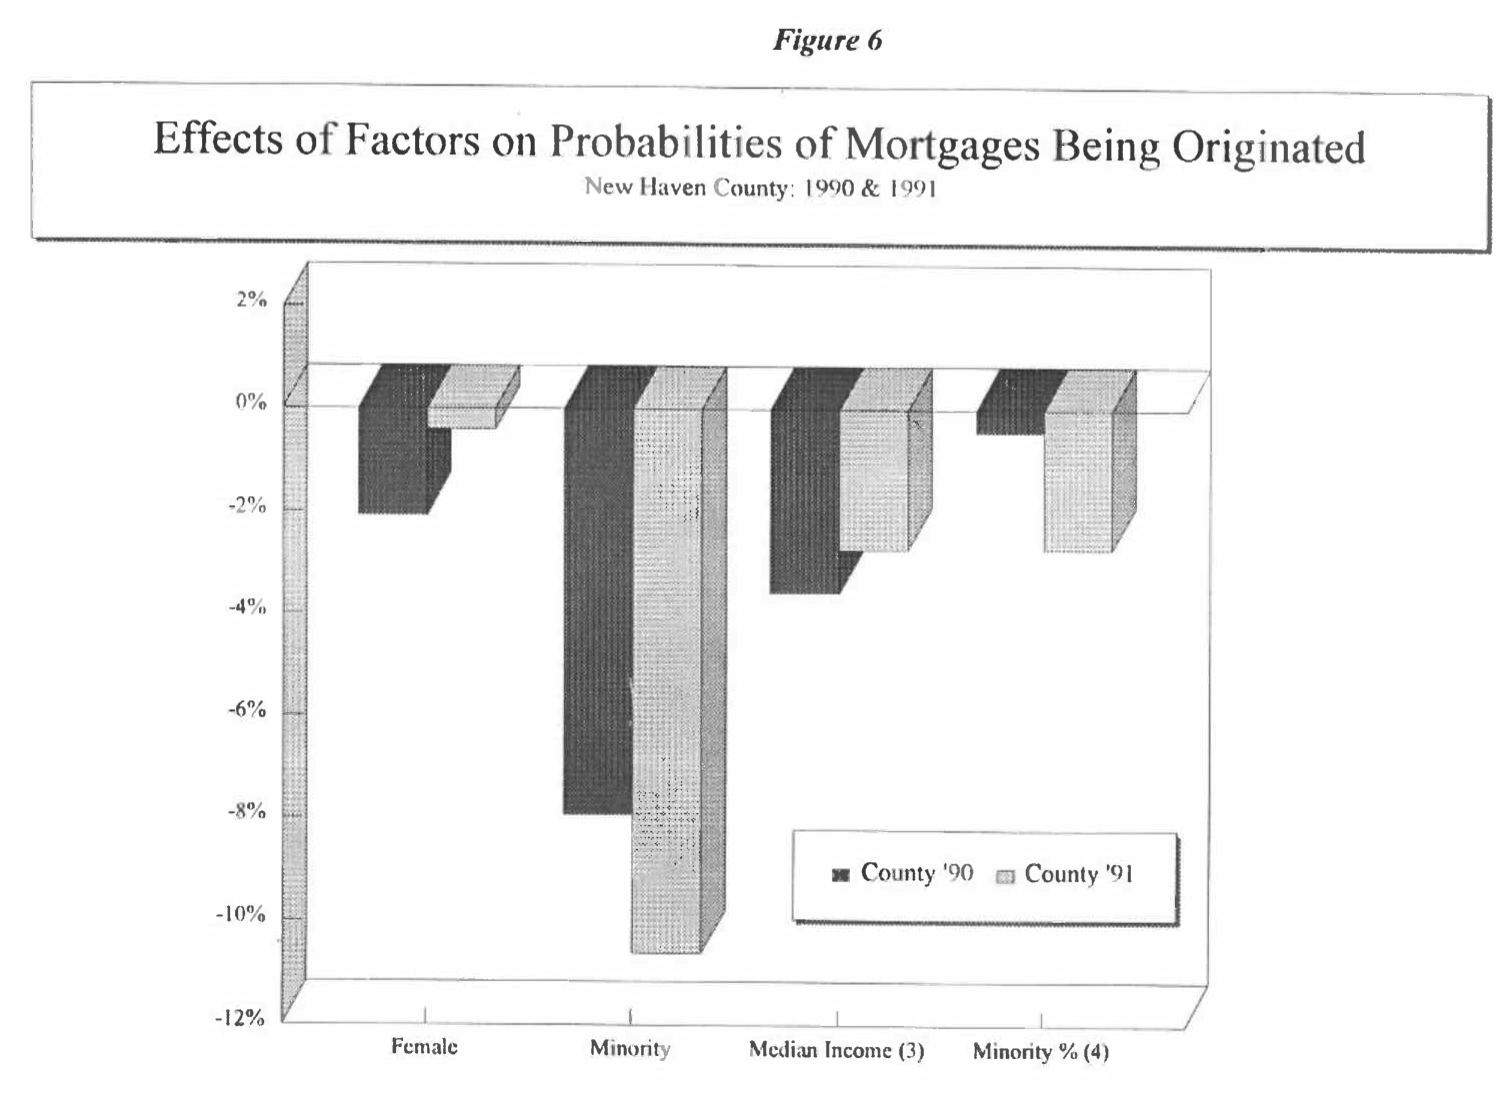 Figure 6
Effects of Factors on Probabilities of Mortgages Being Originated
New Haven County: 1990 & 1991
2%
0%
-2%
-4%
-6%
-8%
-10%
-12%
County '90 County '91
Female Minority Median Income (3) Minority % (4)